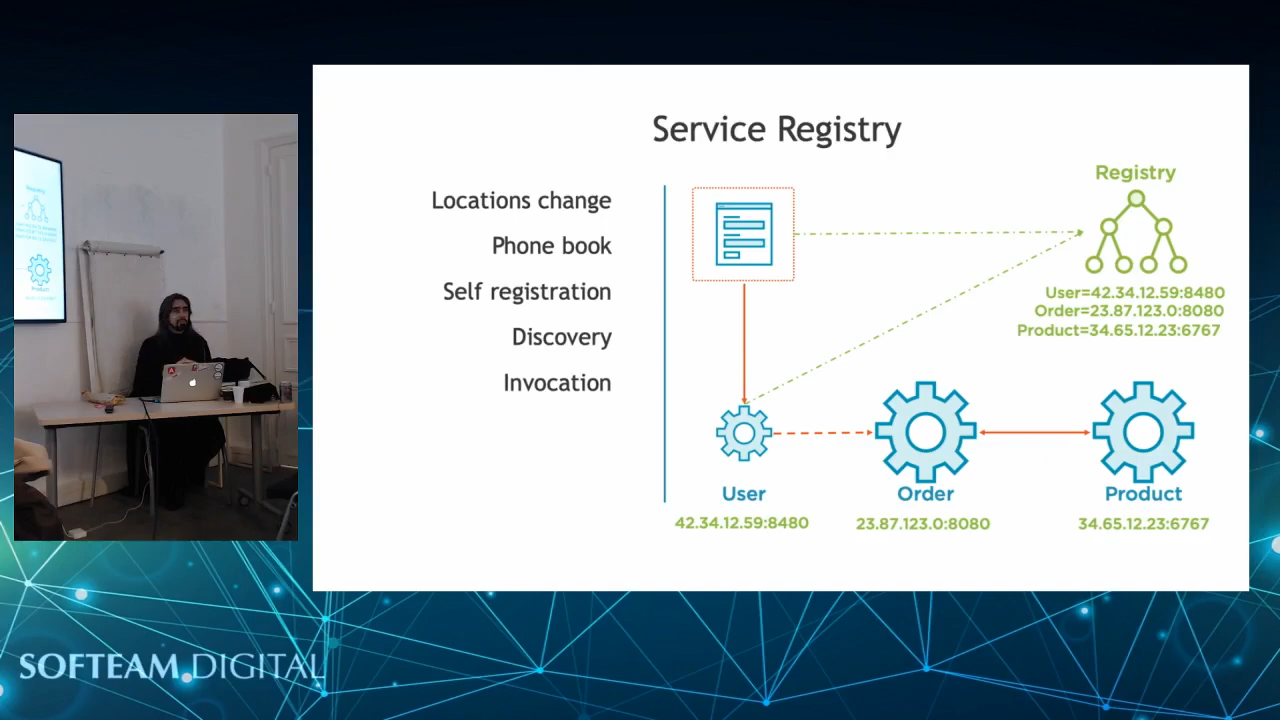 Service Registry
Locations change
Phone book
Self registration
Discovery
Invocation
Registry
User=42.34.12.59:8480
Order=23.87.123.0:8080
Product=34.65.12.23:6767
User
Order
Product
42.34.12.59:8480
23.87.123.0:8080
34.65.12.23:6767
SOFTEAM DIGITAL